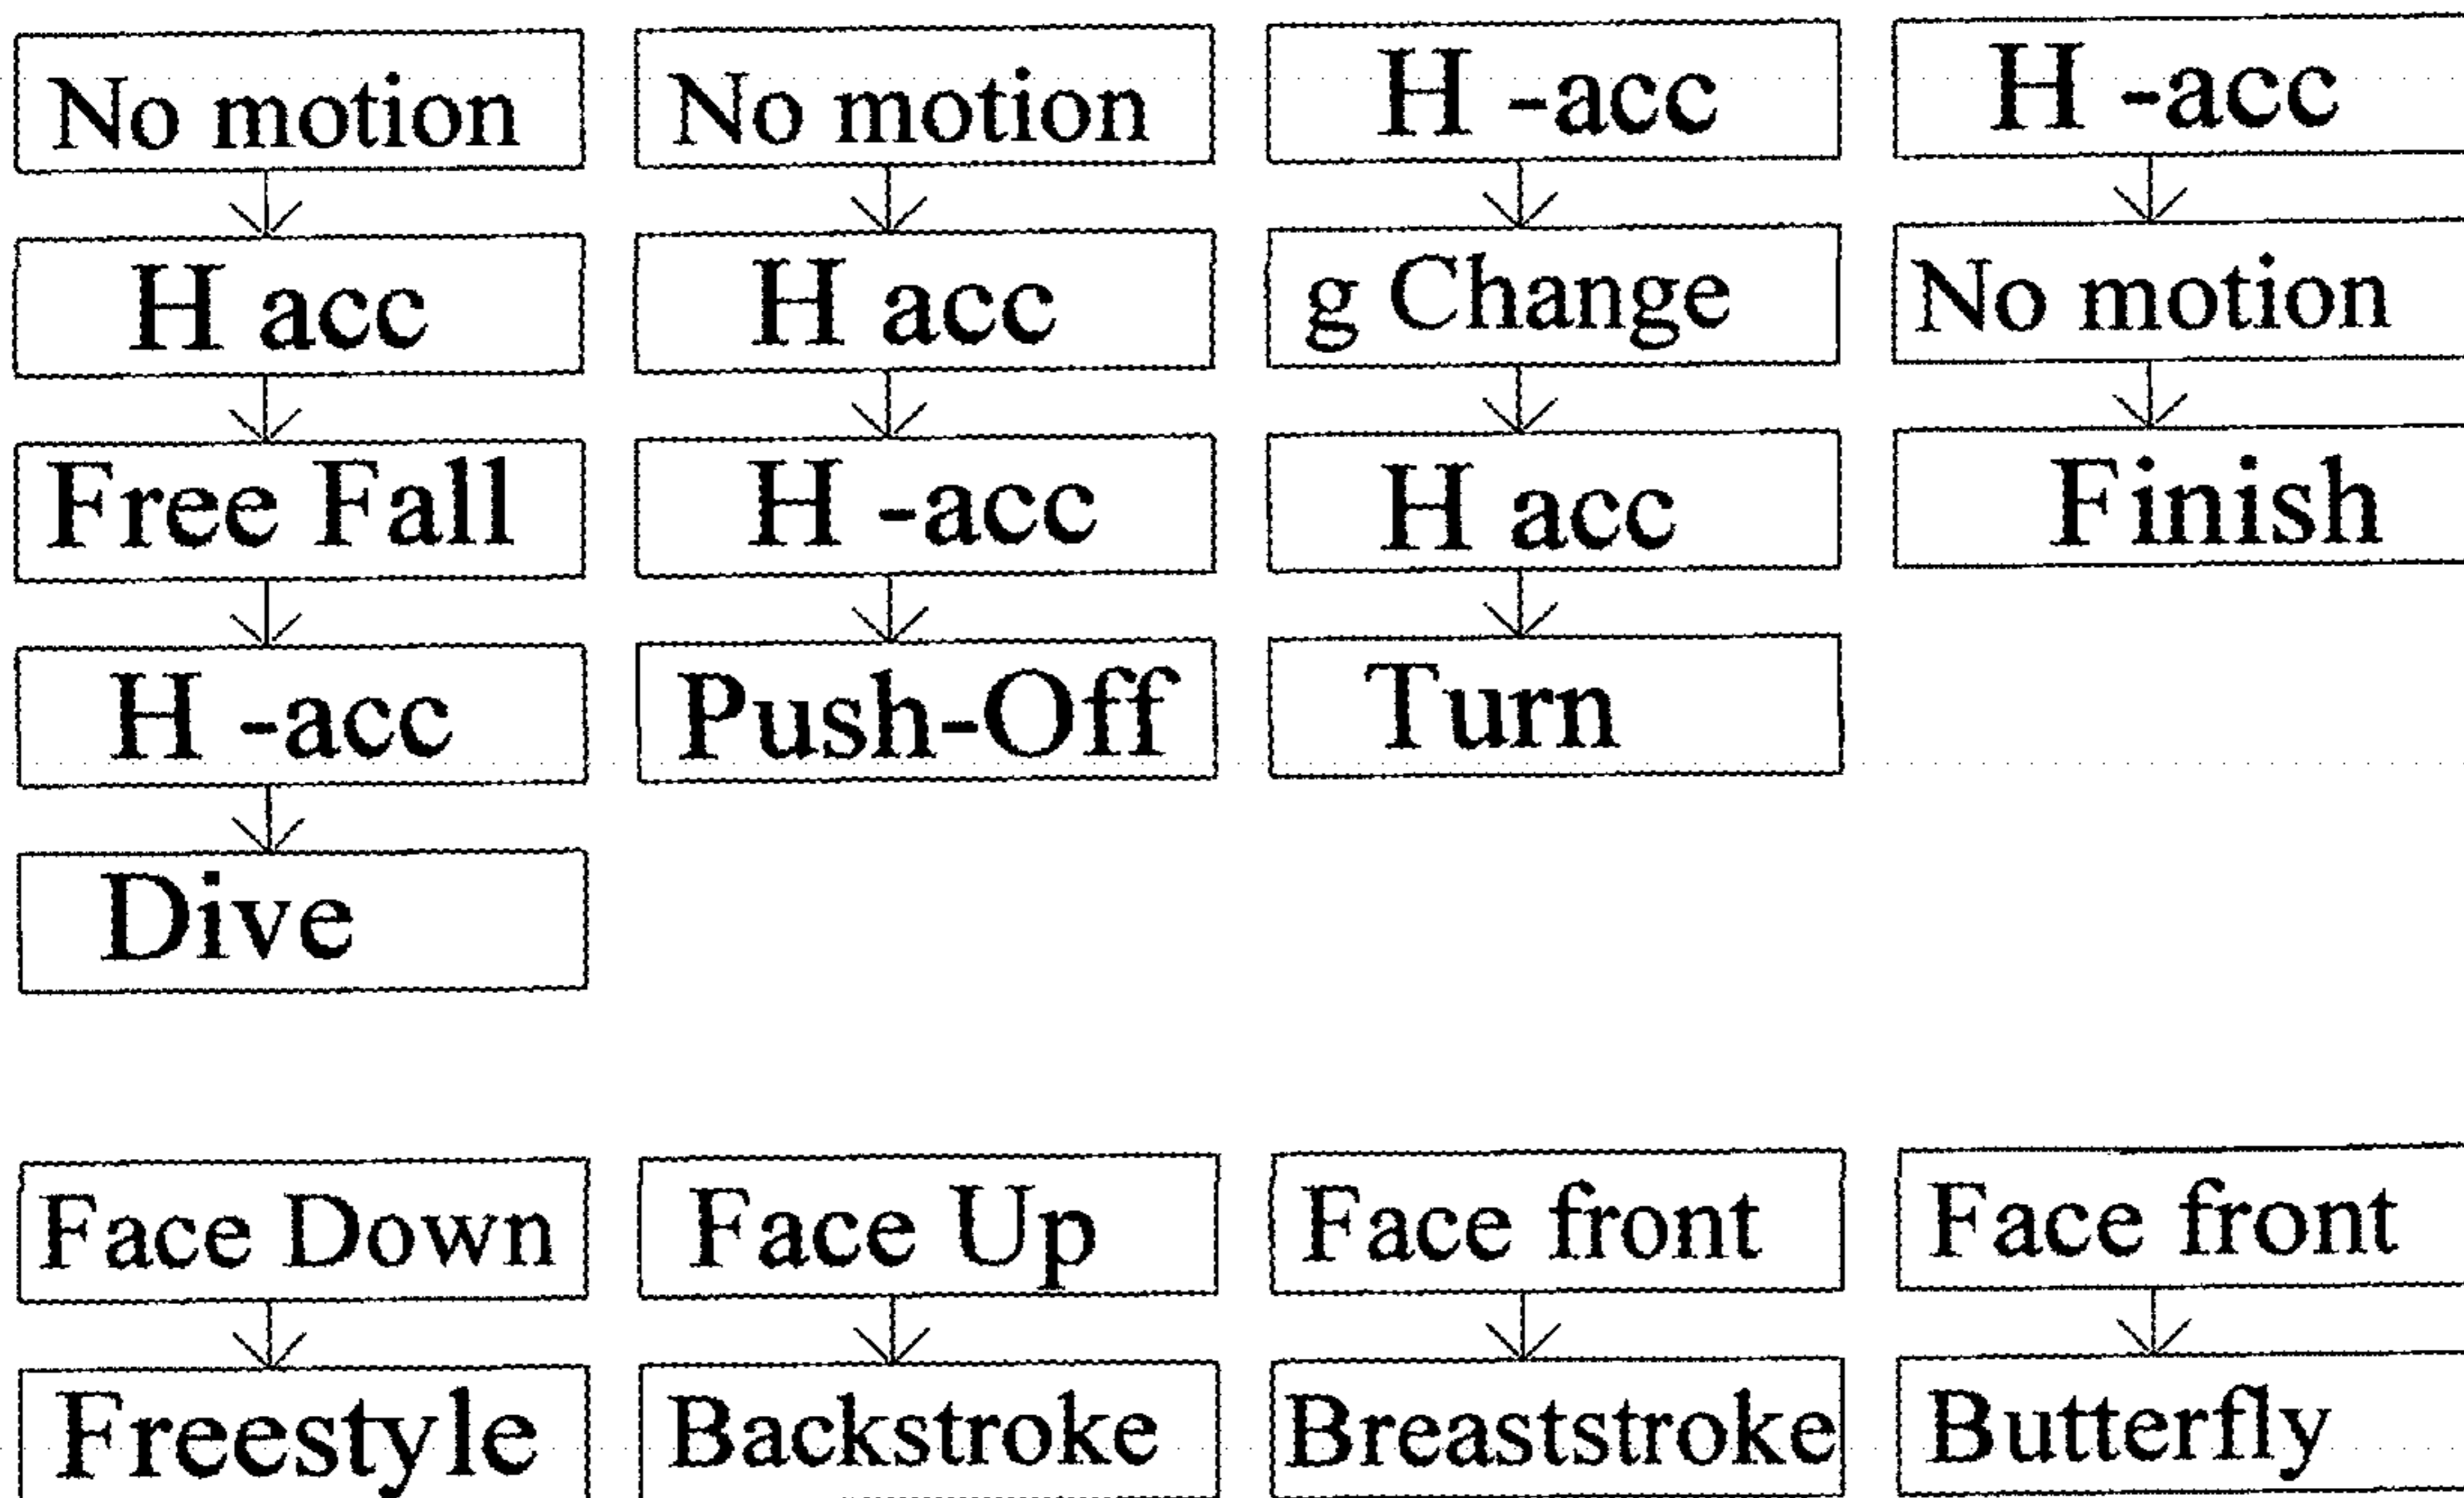 No motion
H acc
Free Fall
H -acc
Dive
No motion
H acc
H -acc
Push-Off
H -acc
g Change
H acc
Turn
H -acc
No motion
Finish
Face Down
Freestyle
Face Up
Backstroke
Face front
Breaststroke
Face front
Butterfly